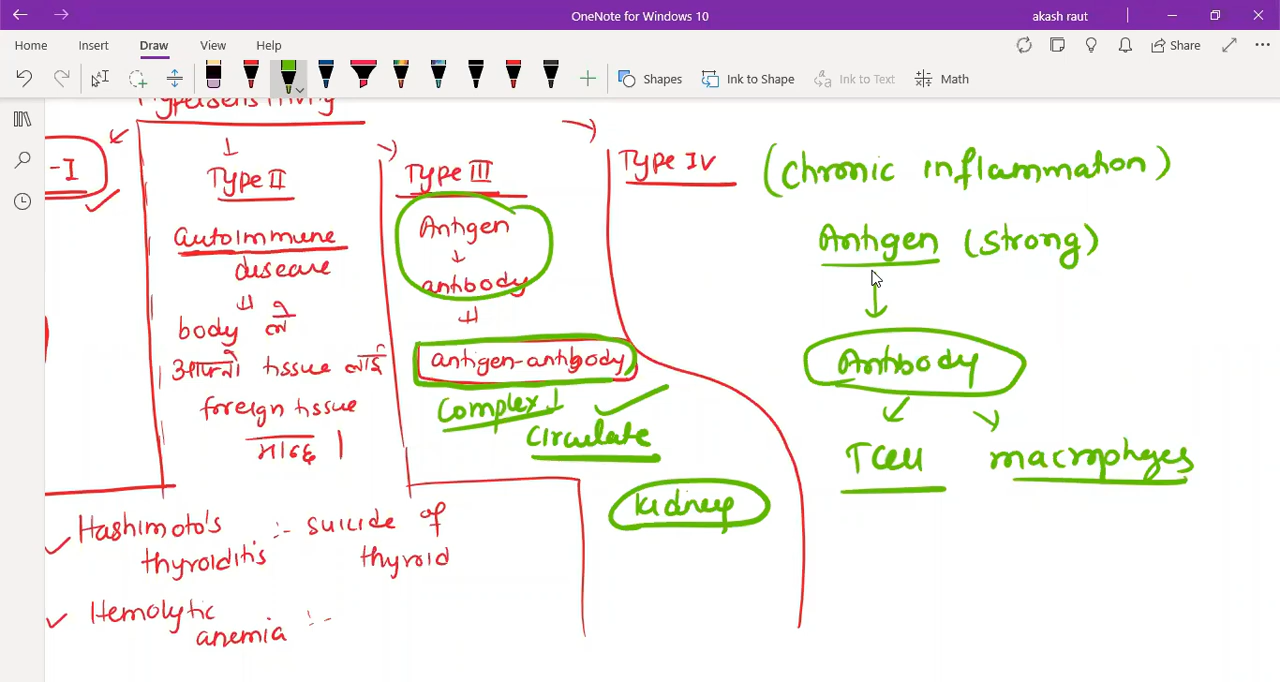 OneNote for Windows 10
akash raut
Home Insert Draw View Help
Share
Shapes
Ink to Shape
Ink to Text
Math
Hypersensitivity
-I
Type II
autoimmune
disease
body ने
tissue
foreign tissue
Type III
Antigen
antibody
antigen-antibody
Complex
Circulate
Kidney
Type IV
(Chronic inflammation)
Antigen (strong)
Antibody
T Cell
macrophages
Hashimoto's
thyroiditis :- suicide of
thyroid
Hemolytic
anemia :-